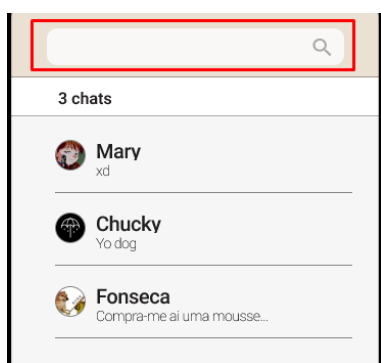 3 chats
Mary
xd
Chucky
Yo dog
Fonseca
Compra-me ai uma mousse...